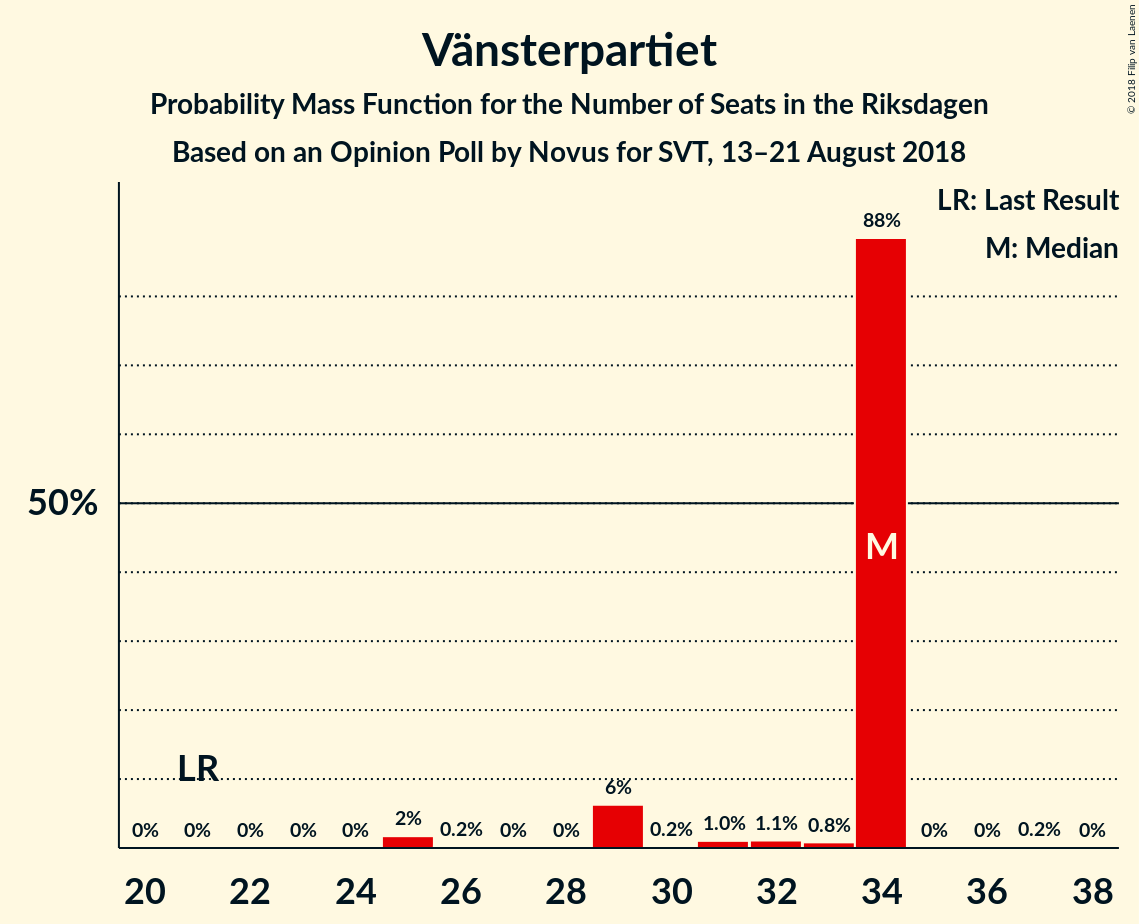 Vänsterpartiet
Probability Mass Function for the Number of Seats in the Riksdagen
Based on an Opinion Poll by Novus for SVT, 13–21 August 2018
© 2018 Filip van Laenen
LR: Last Result
M: Median
88%
50%
M
LR
0% 0% 0% 0% 0% 2% 0.2% 0% 0% 6% 0.2% 1.0% 1.1% 0.8% 0% 0% 0.2% 0%
20 22 24 26 28 30 32 34 36 38